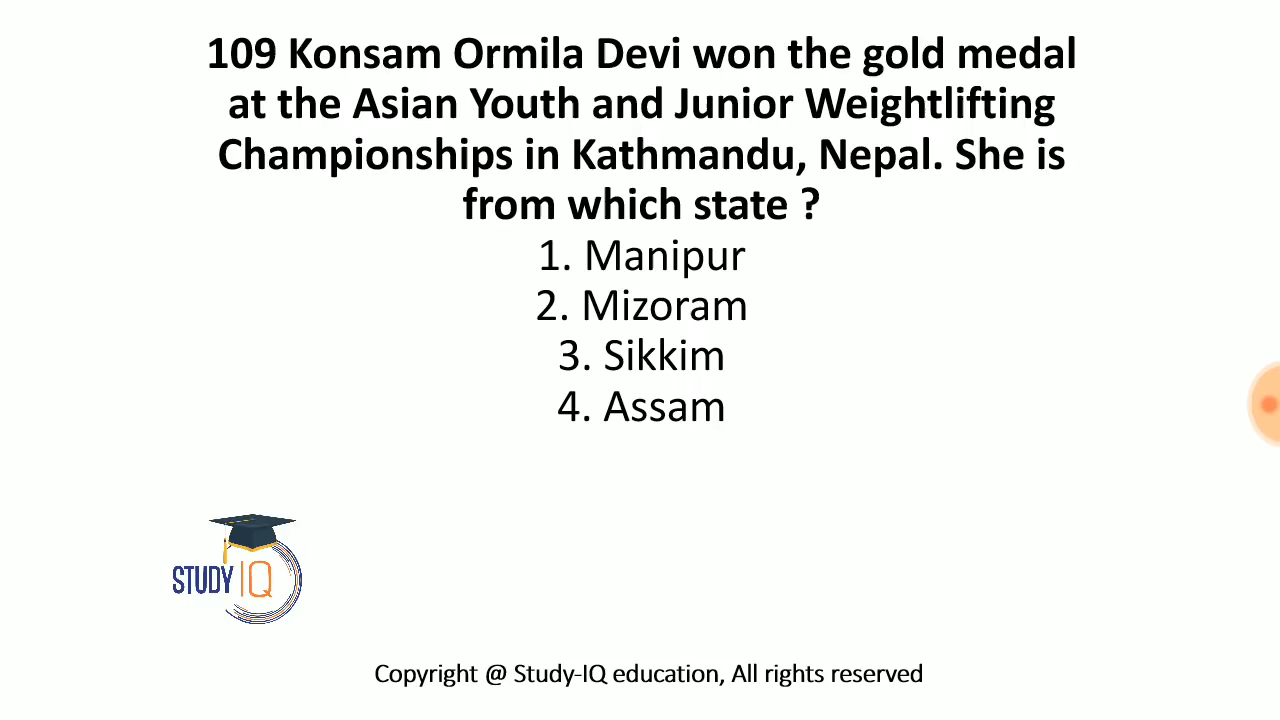 109 Konsam Ormila Devi won the gold medal
at the Asian Youth and Junior Weightlifting
Championships in Kathmandu, Nepal. She is
from which state ?
1. Manipur
2. Mizoram
3. Sikkim
4. Assam
STUDY IQ
Copyright @ Study-IQ education, All rights reserved